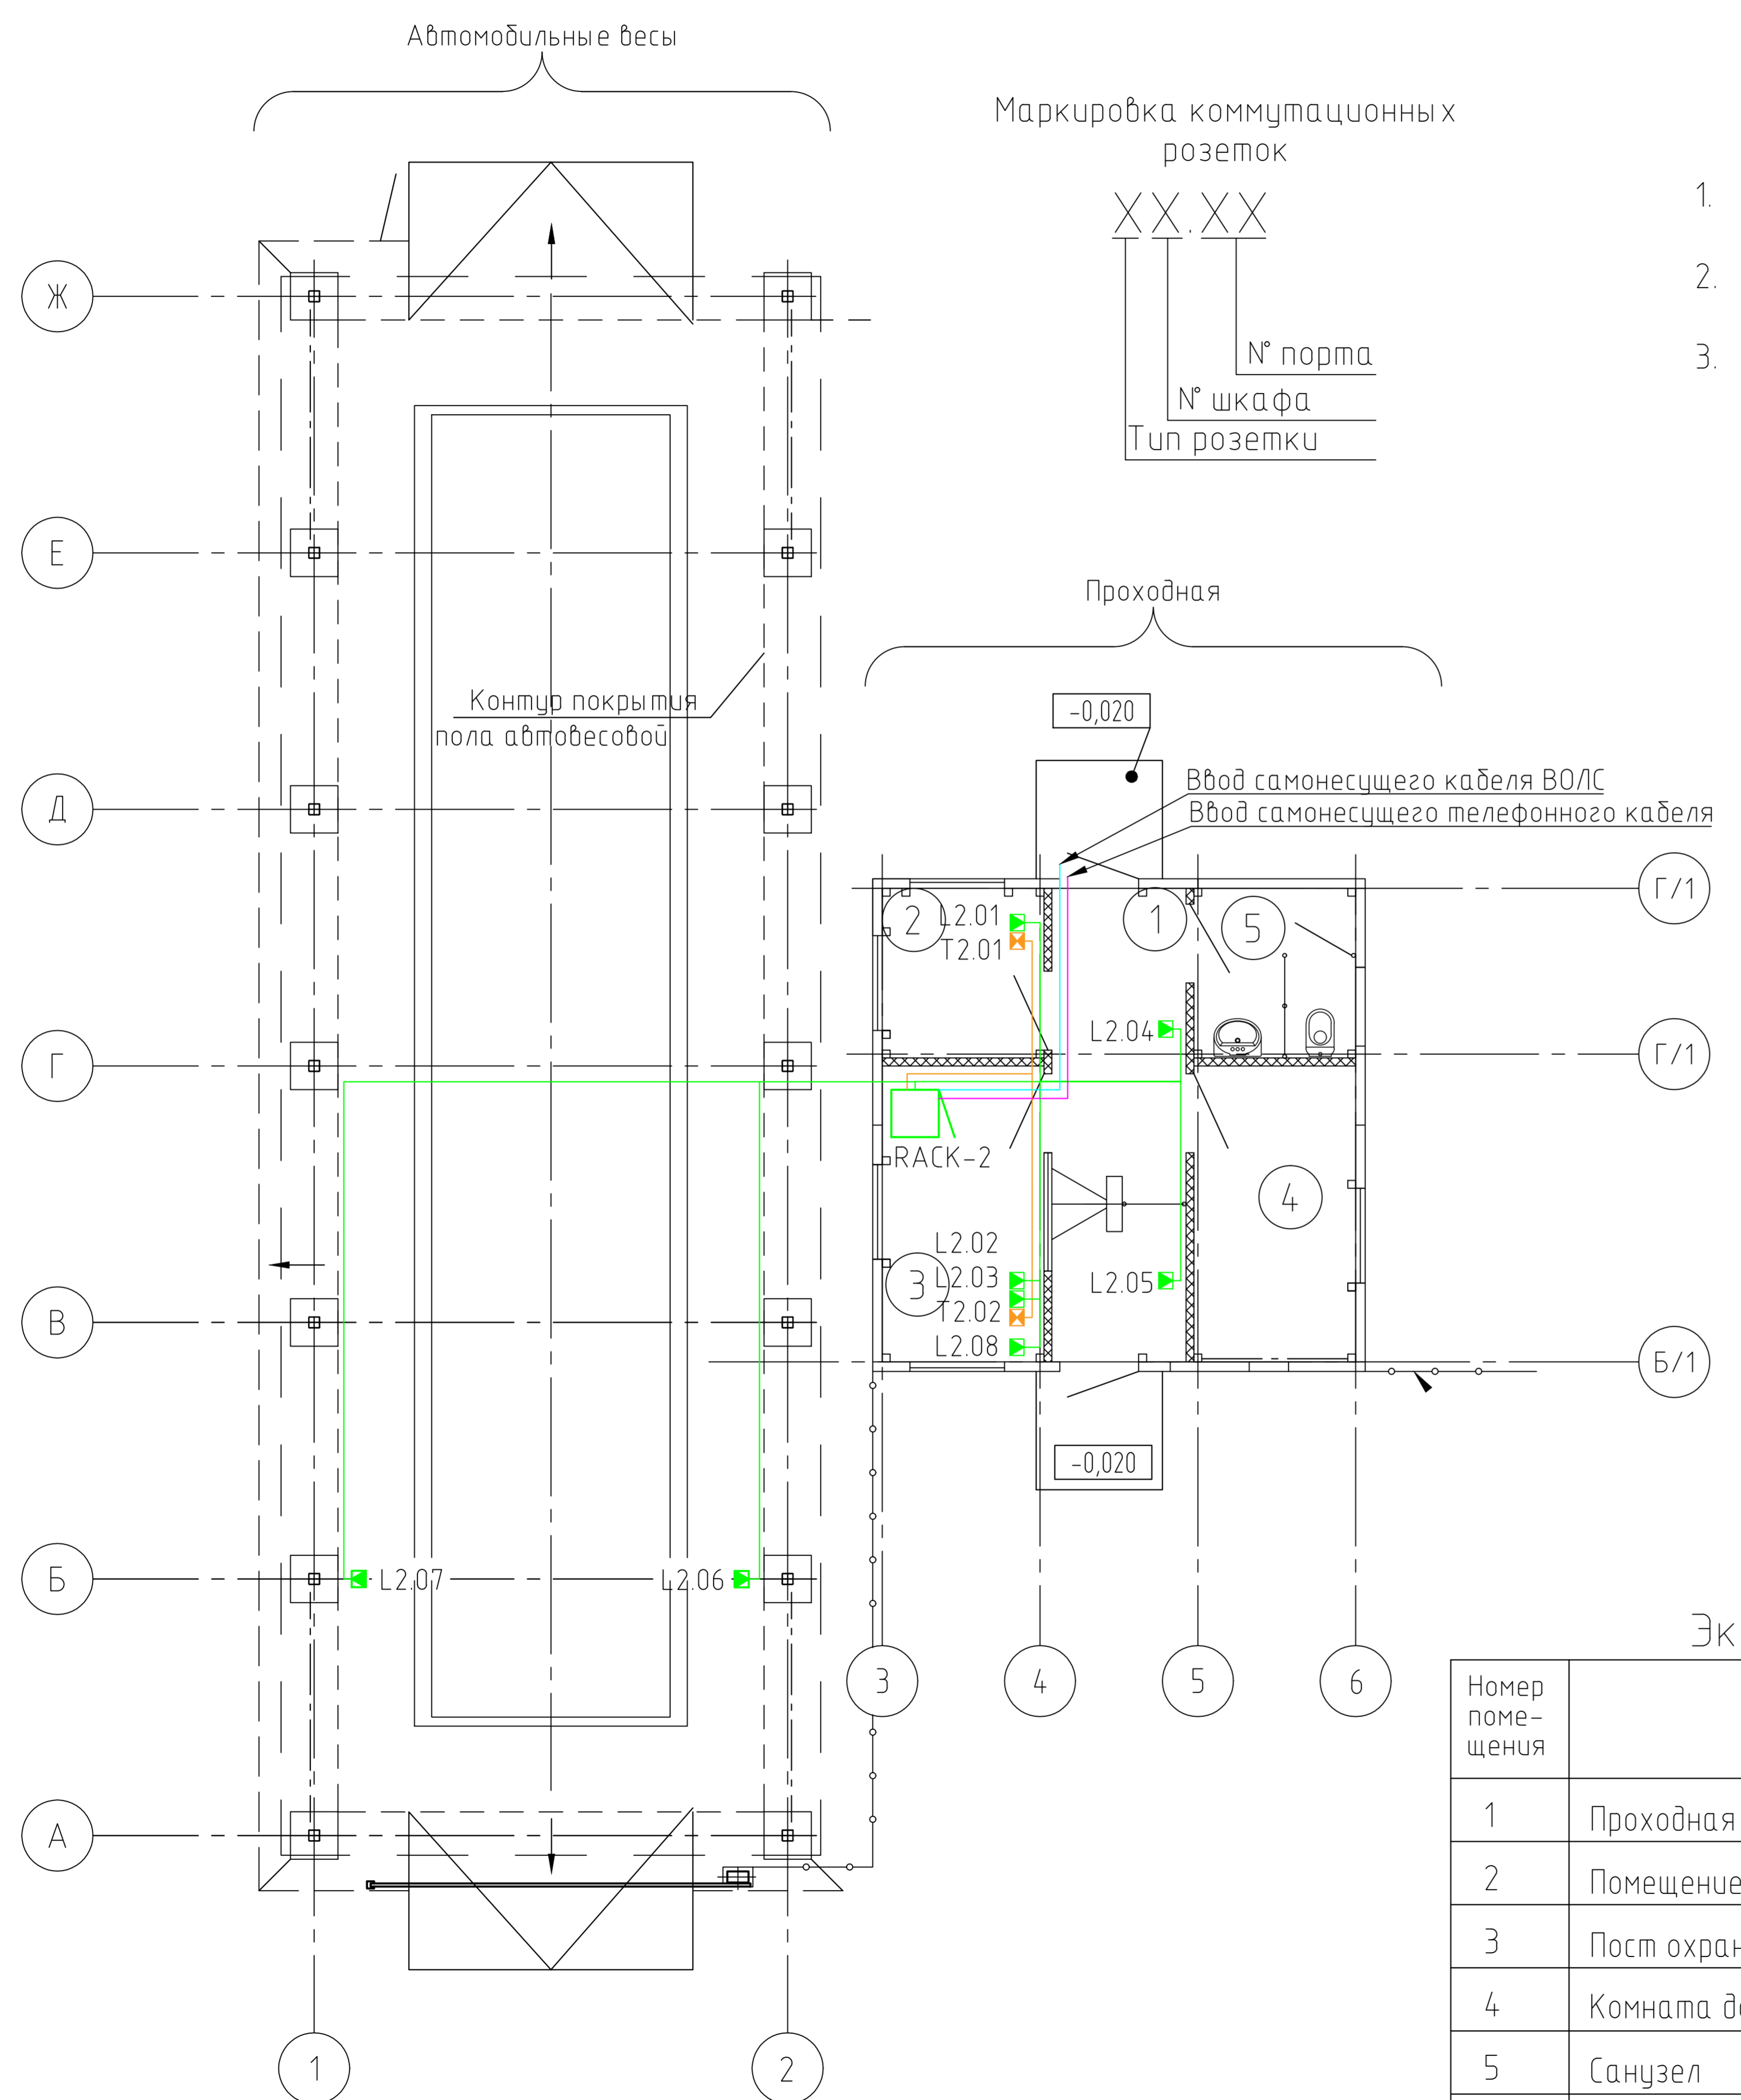 Автомобильные весы
Маркировка коммутационных
розеток
XX.XX
N° порта
N° шкафа
Тип розетки
1.
2.
3.
Ж
Е
Д
Г
В
Б
А
1
2
Контур покрытия
пола автовесовой
Проходная
-0,020
Ввод самонесущего кабеля ВОЛС
Ввод самонесущего телефонного кабеля
Г/1
Г/1
Б/1
2
L2.01
T2.01
1
5
L2.04
RACK-2
4
L2.02
3
L2.03
T2.02
L2.08
L2.05
-0,020
L2.07
L2.06
3
4
5
6
Эк
Номер
поме-
щения
1
Проходная
2
Помещение
3
Пост охран
4
Комната
5
Санузел